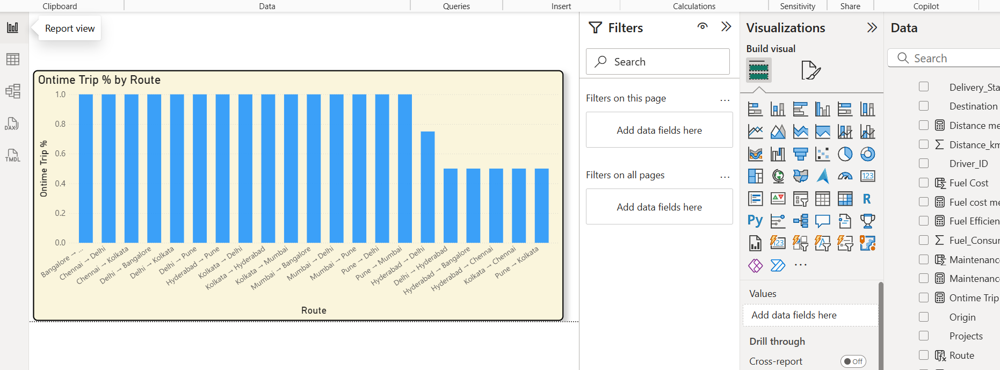 Clipboard
Data
Queries
Insert
Calculations
Sensitivity
Share
Copilot
Report view
DAX
TMDL
Ontime Trip % by Route
Ontime Trip %
1.0
0.8
0.6
0.4
0.2
0.0
Bangalore → ...
Chennai → Delhi
Chennai → Kolkata
Delhi → Bangalore
Delhi → Kolkata
Delhi → Pune
Hyderabad → Pune
Kolkata → Delhi
Kolkata → Hyderabad
Kolkata → Mumbai
Mumbai → Bangalore
Mumbai → Delhi
Mumbai → Pune
Pune → Delhi
Pune → Mumbai
Hyderabad → Delhi
Delhi → Hyderabad
Hyderabad → Bangalore
Hyderabad → Chennai
Kolkata → Chennai
Pune → Kolkata
Route
Filters
Search
Filters on this page
...
Add data fields here
Filters on all pages
...
Add data fields here
Visualizations
Build visual
123
R
Py
123
...
Values
Add data fields here
Drill through
Cross-report
Off
Data
Search
Delivery_Sta
Destination
Distance me
Distance_km
Driver_ID
Fuel Cost
Fuel cost me
Fuel Efficien
Fuel_Consur
Maintenance
Maintenance
Ontime Trip
Origin
Projects
Route